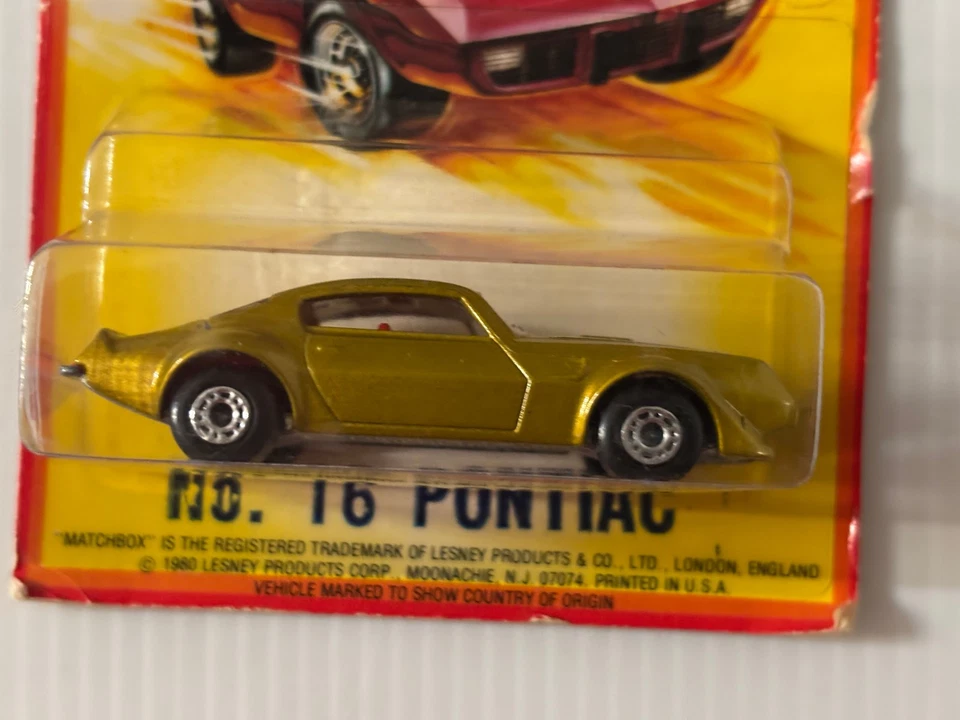 No. 16 PONTIAC
"MATCHBOX" IS THE REGISTERED TRADEMARK OF LESNEY PRODUCTS & CO., LTD., LONDON, ENGLAND
© 1980 LESNEY PRODUCTS CORP., MOONACHIE, N.J. 07074. PRINTED IN U.S.A.
VEHICLE MARKED TO SHOW COUNTRY OF ORIGIN